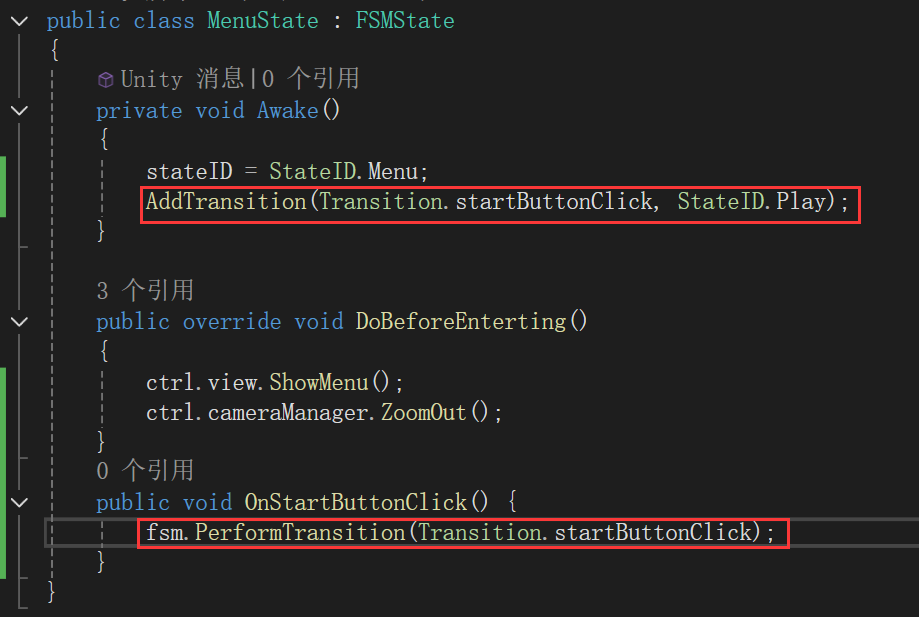 public class MenuState : FSMState
{
Unity 消息|0 个引用
private void Awake()
{
stateID = StateID.Menu;
AddTransition(Transition.startButtonClick, StateID.Play);
}
3 个引用
public override void DoBeforeEnterting()
{
ctrl.view.ShowMenu();
ctrl.cameraManager.ZoomOut();
}
0 个引用
public void OnStartButtonClick() {
fsm.PerformTransition(Transition.startButtonClick);
}
}